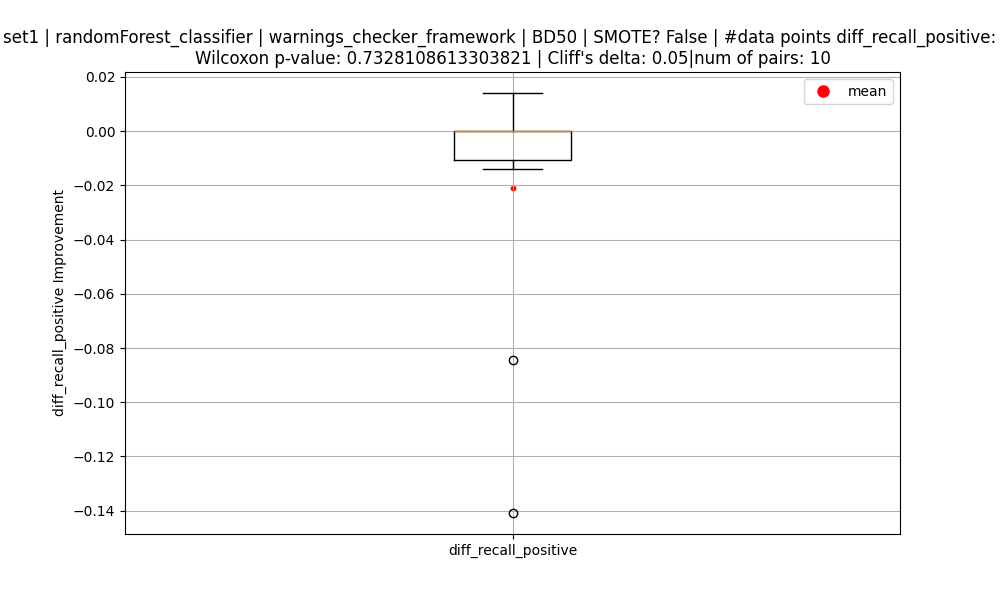 set1 | randomForest_classifier | warnings_checker_framework | BD50 | SMOTE? False | #data points diff_recall_positive:
Wilcoxon p-value: 0.7328108613303821 | Cliff's delta: 0.05|num of pairs: 10
mean
0.02
0.00
−0.02
−0.04
−0.06
−0.08
−0.10
−0.12
−0.14
diff_recall_positive Improvement
diff_recall_positive